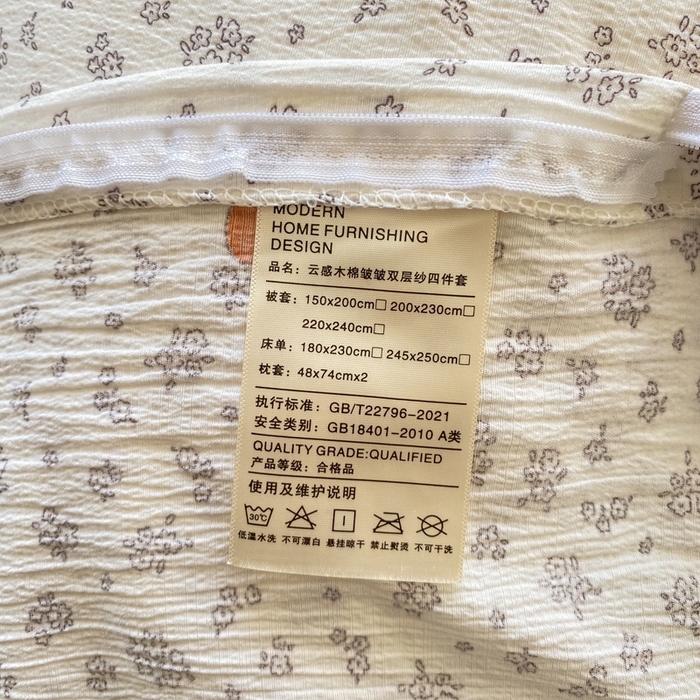 MODERN
HOME FURNISHING
DESIGN
品名：云感木棉皱皱双层纱四件套
被套：150x200cm□ 200x230cm□
220x240cm□
床单：180x230cm□ 245x250cm□
枕套：48x74cmx2
执行标准：GB/T22796-2021
安全类别：GB18401-2010 A类
QUALITY GRADE:QUALIFIED
产品等级：合格品
使用及维护说明
30℃
低温水洗 不可漂白 悬挂晾干 禁止熨烫 不可干洗